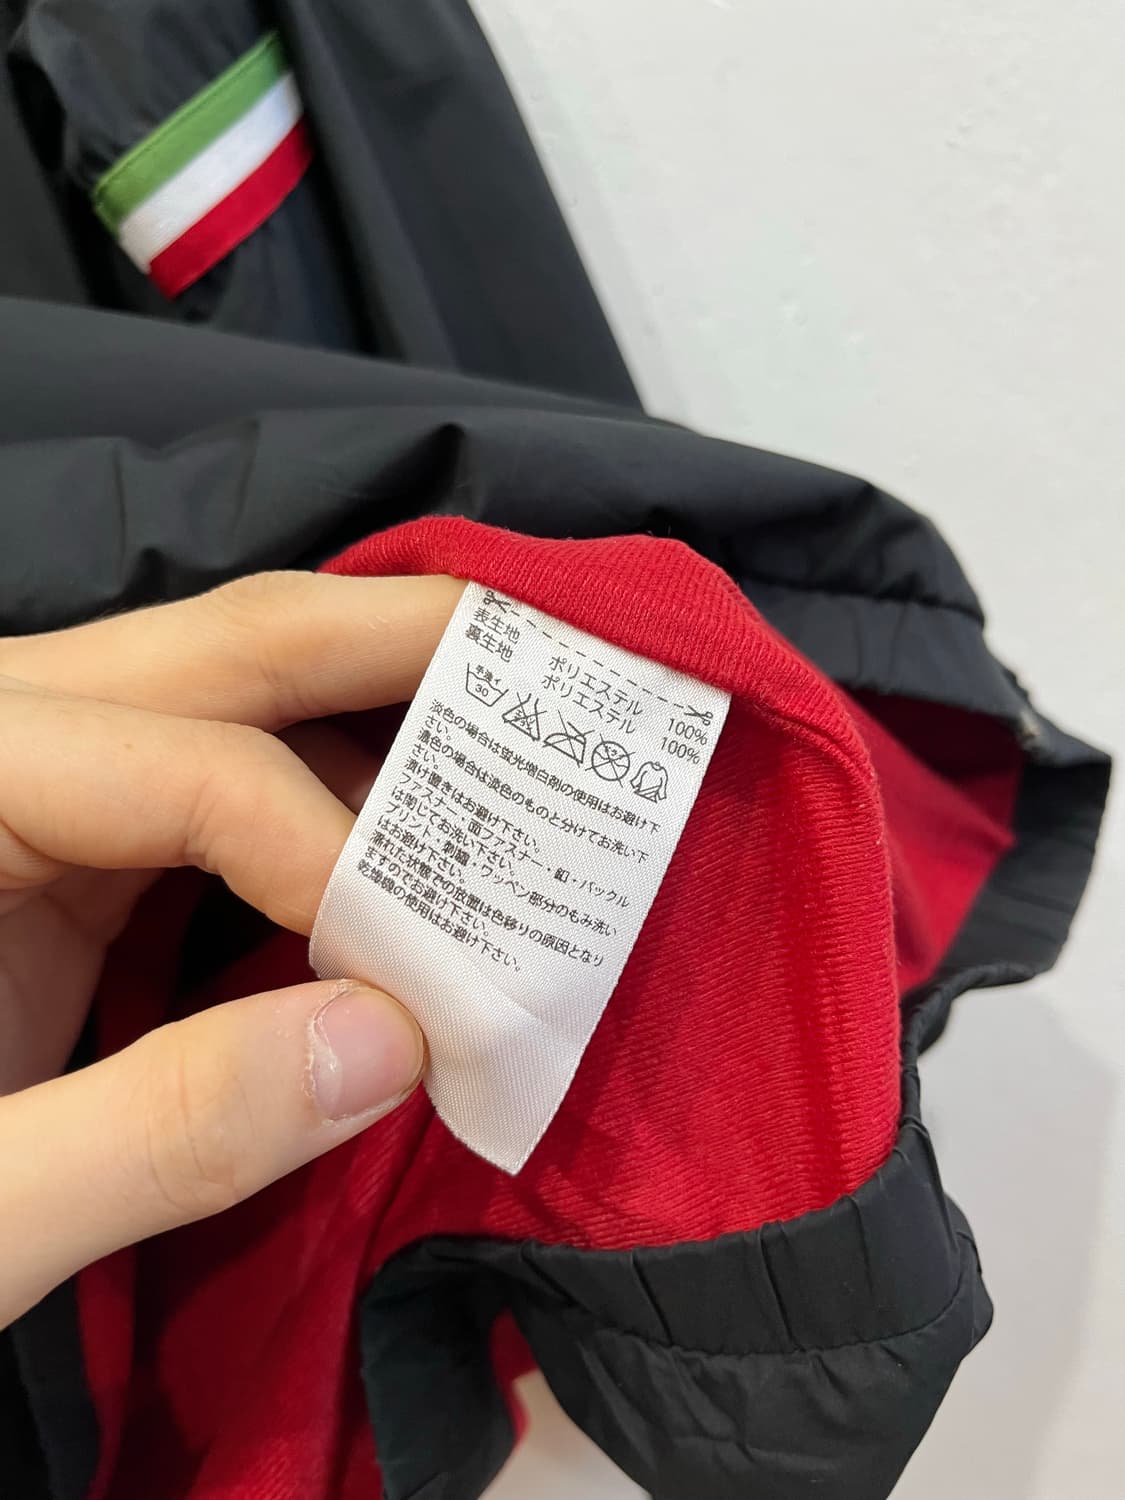 表生地 ポリエステル 100%
裏生地 ポリエステル 100%
手洗イ
30
淡色の場合は蛍光増白剤の使用はお避け下
さい。
濃色の場合は淡色のものと分けてお洗い下
さい。
漬け置きはお避け下さい。
ファスナー・面ファスナー・釦・バックル
は閉じてお洗い下さい。
プリント・刺繍・ワッペン部分のもみ洗い
はお避け下さい。
濡れた状態での放置は色移りの原因となり
ますのでお避け下さい。
乾燥機の使用はお避け下さい。